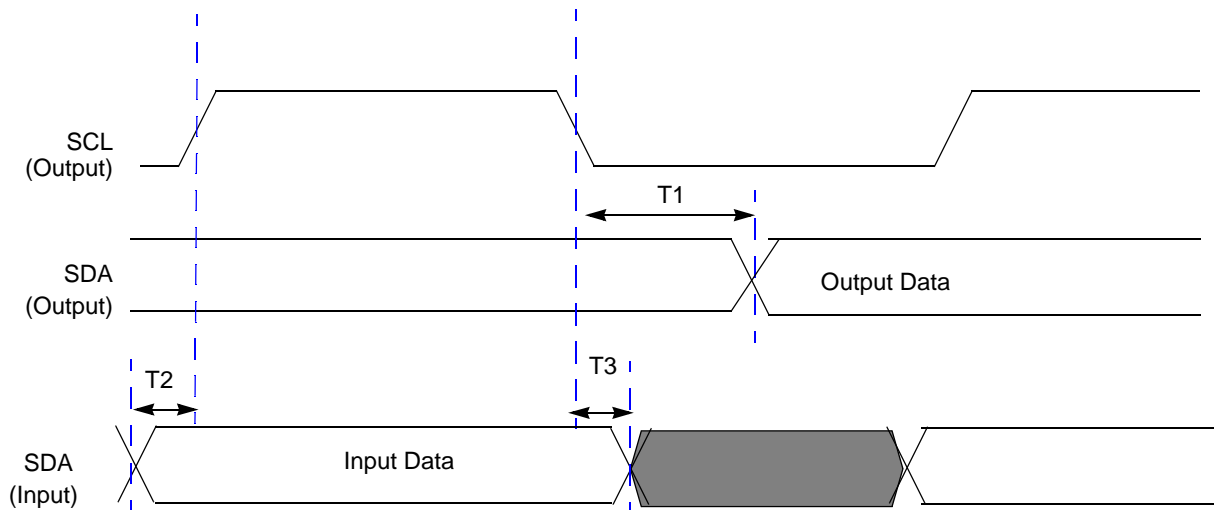 SCL
(Output)
T1
SDA
(Output)
Output Data
T2
T3
SDA
(Input)
Input Data